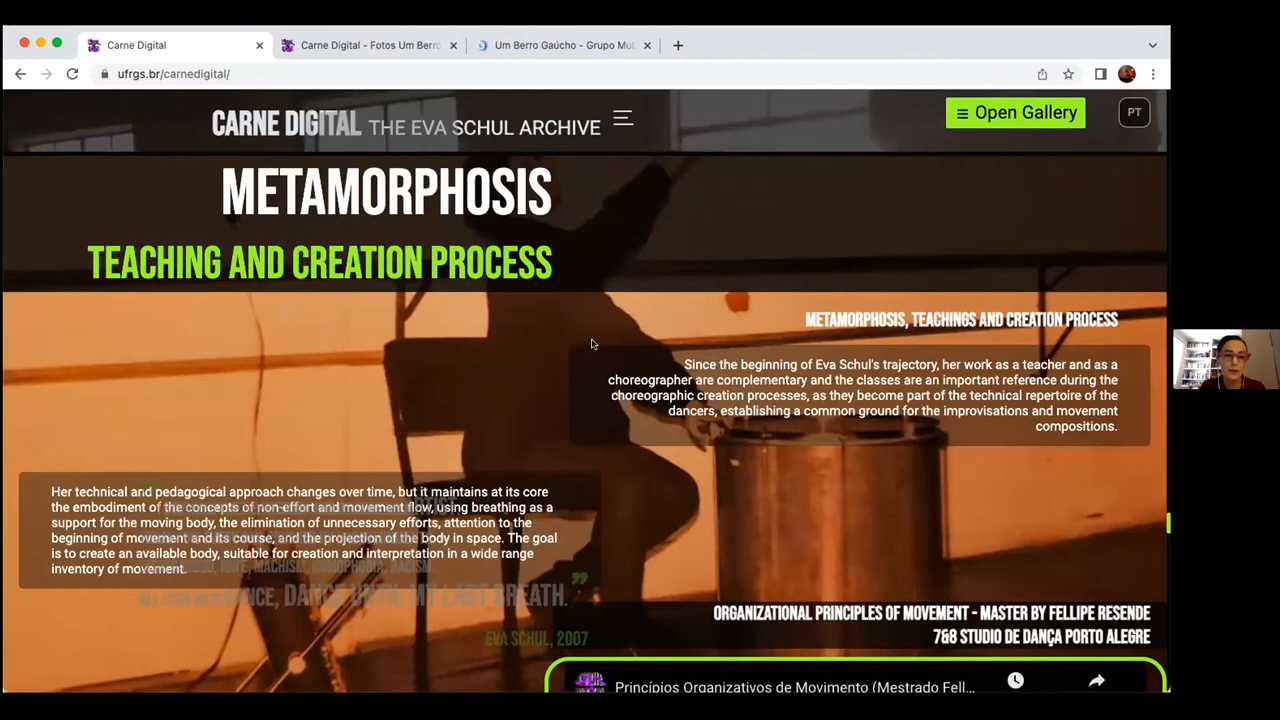 Carne Digital
Carne Digital - Fotos Um Berro
Um Berro Gaúcho - Grupo Mul
ufrgs.br/carnedigital/
CARNE DIGITAL THE EVA SCHUL ARCHIVE
Open Gallery
PT
METAMORPHOSIS
TEACHING AND CREATION PROCESS
METAMORPHOSIS, TEACHINGS AND CREATION PROCESS
Since the beginning of Eva Schul's trajectory, her work as a teacher and as a
choreographer are complementary and the classes are an important reference during the
choreographic creation processes, as they become part of the technical repertoire of the
dancers, establishing a common ground for the improvisations and movement
compositions.
Her technical and pedagogical approach changes over time, but it maintains at its core
the embodiment of the concepts of non-effort and movement flow, using breathing as a
support for the moving body, the elimination of unnecessary efforts, attention to the
beginning of movement and its course, and the projection of the body in space. The goal
is to create an available body, suitable for creation and interpretation in a wide range
inventory of movement.
HATE, MACHISM, HOMOPHOBIA, RACISM.
DANCE, DANCE UNTIL MY LAST BREATH.”
EVA SCHUL, 2007
ORGANIZATIONAL PRINCIPLES OF MOVEMENT - MASTER BY FELLIPE RESENDE
7&8 STUDIO DE DANÇA PORTO ALEGRE
Princípios Organizativos de Movimento (Mestrado Fell...